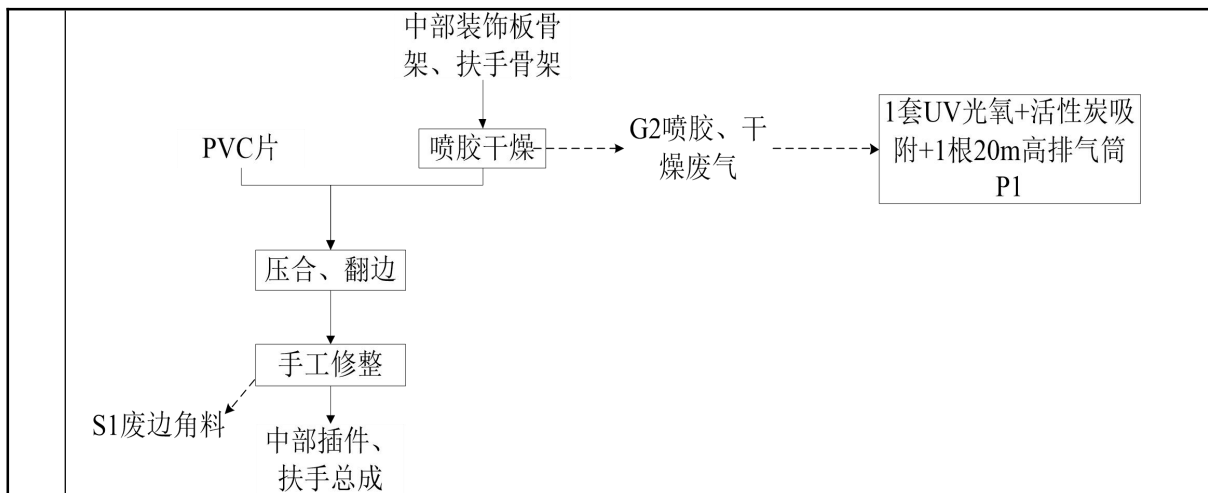 中部装饰板骨
架、扶手骨架
PVC片
喷胶干燥
G2喷胶、干
燥废气
1套UV光氧+活性炭吸
附+1根20m高排气筒
P1
压合、翻边
手工修整
S1废边角料
中部插件、
扶手总成